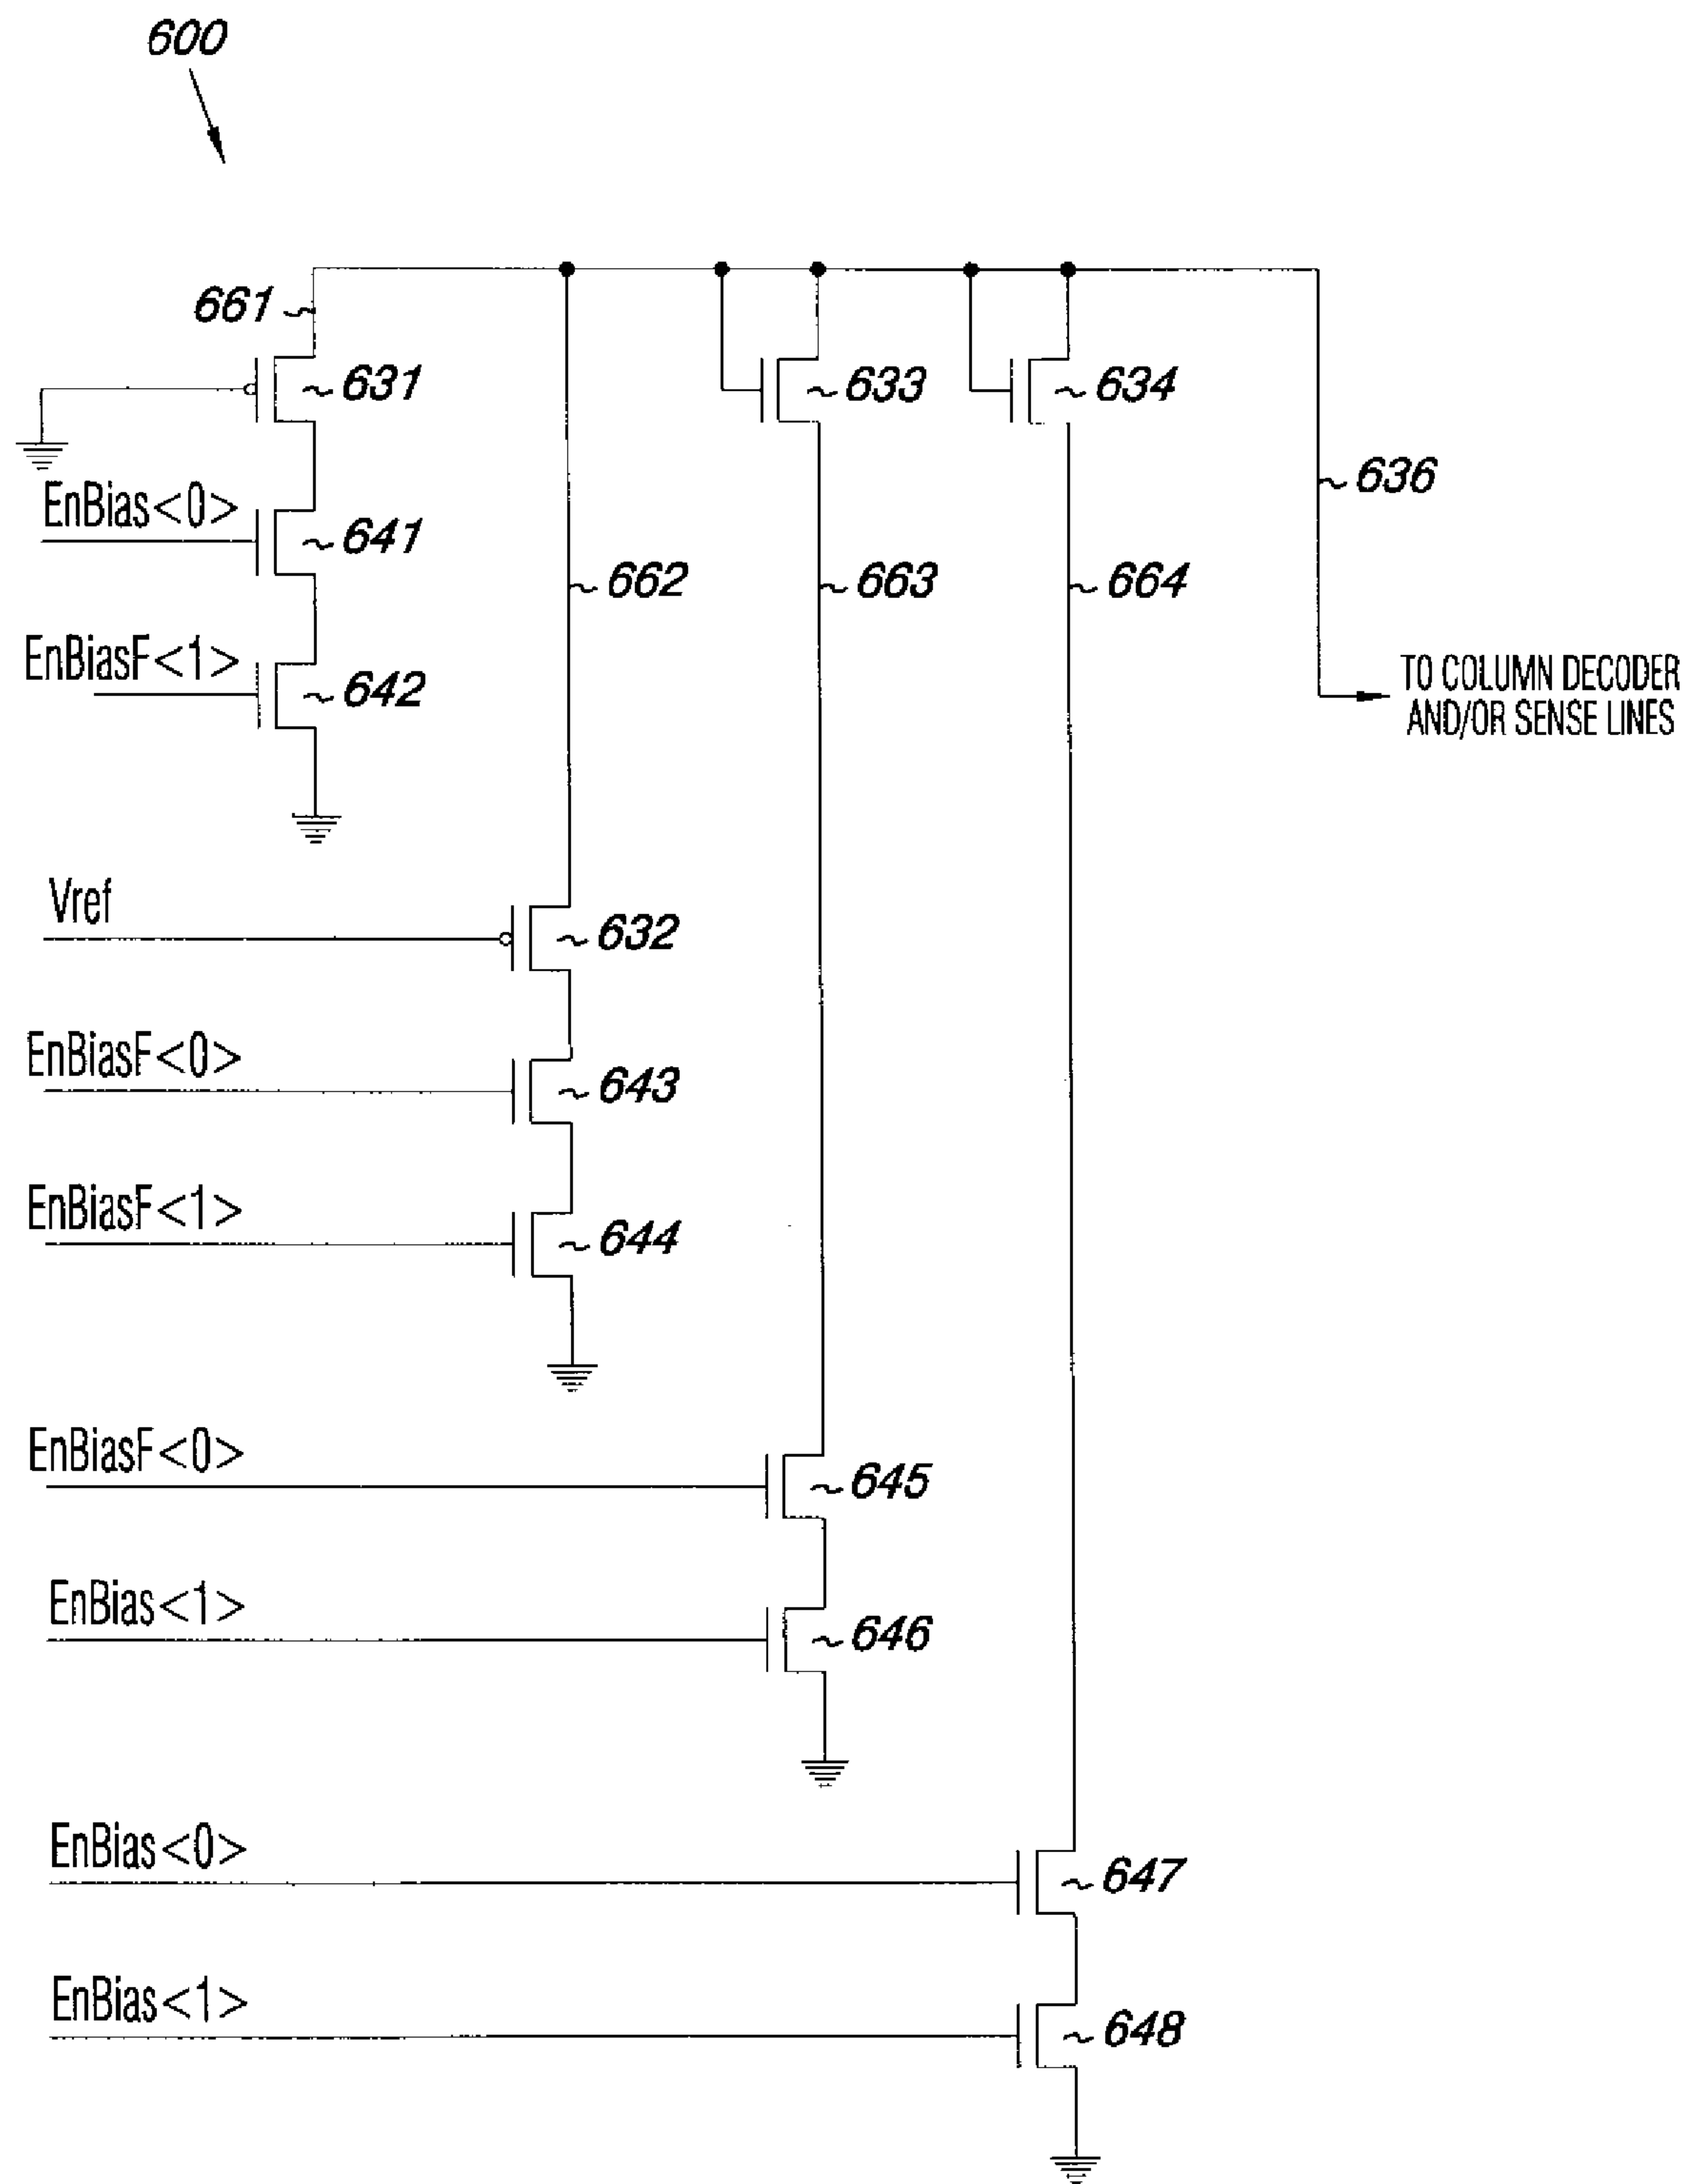 600
661
631
633
634
636
EnBias<0>
641
662
663
664
EnBiasF<1>
642
TO COLUMN DECODER
AND/OR SENSE LINES
Vref
632
EnBiasF<0>
643
EnBiasF<1>
644
EnBiasF<0>
645
EnBias<1>
646
EnBias<0>
647
EnBias<1>
648